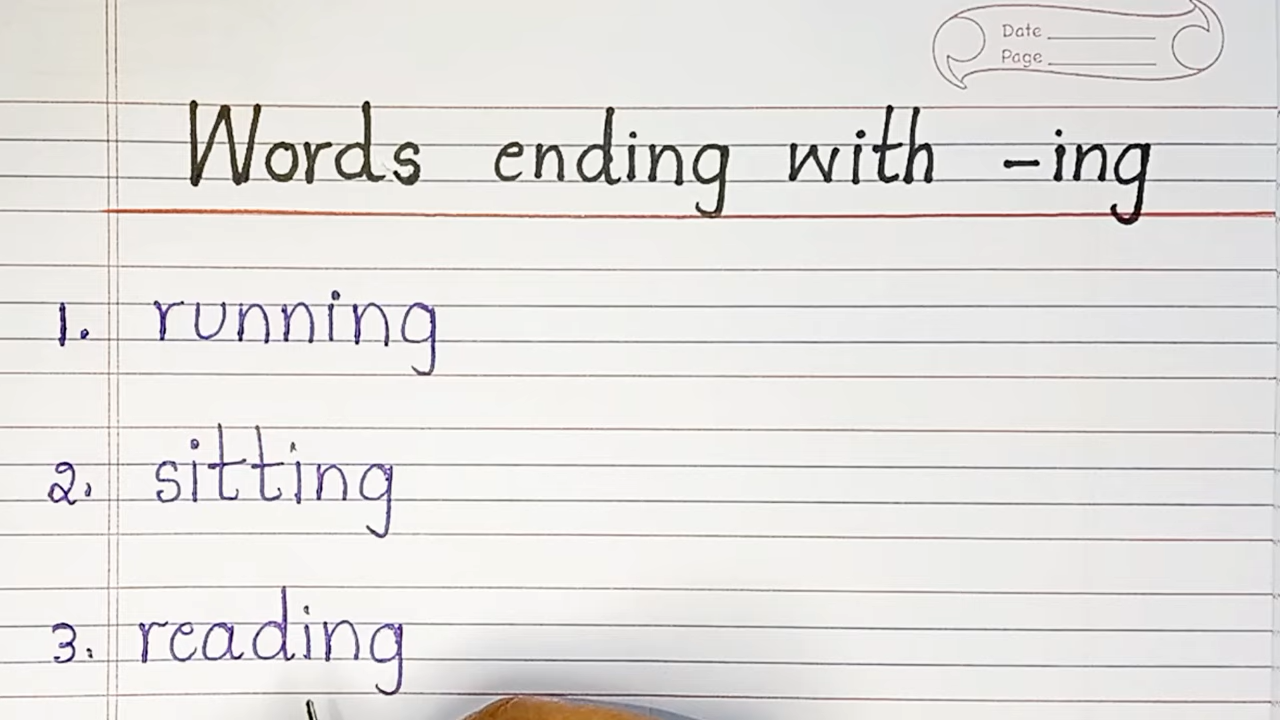 Date
Page
Words ending with -ing
1. running
2. sitting
3. reading